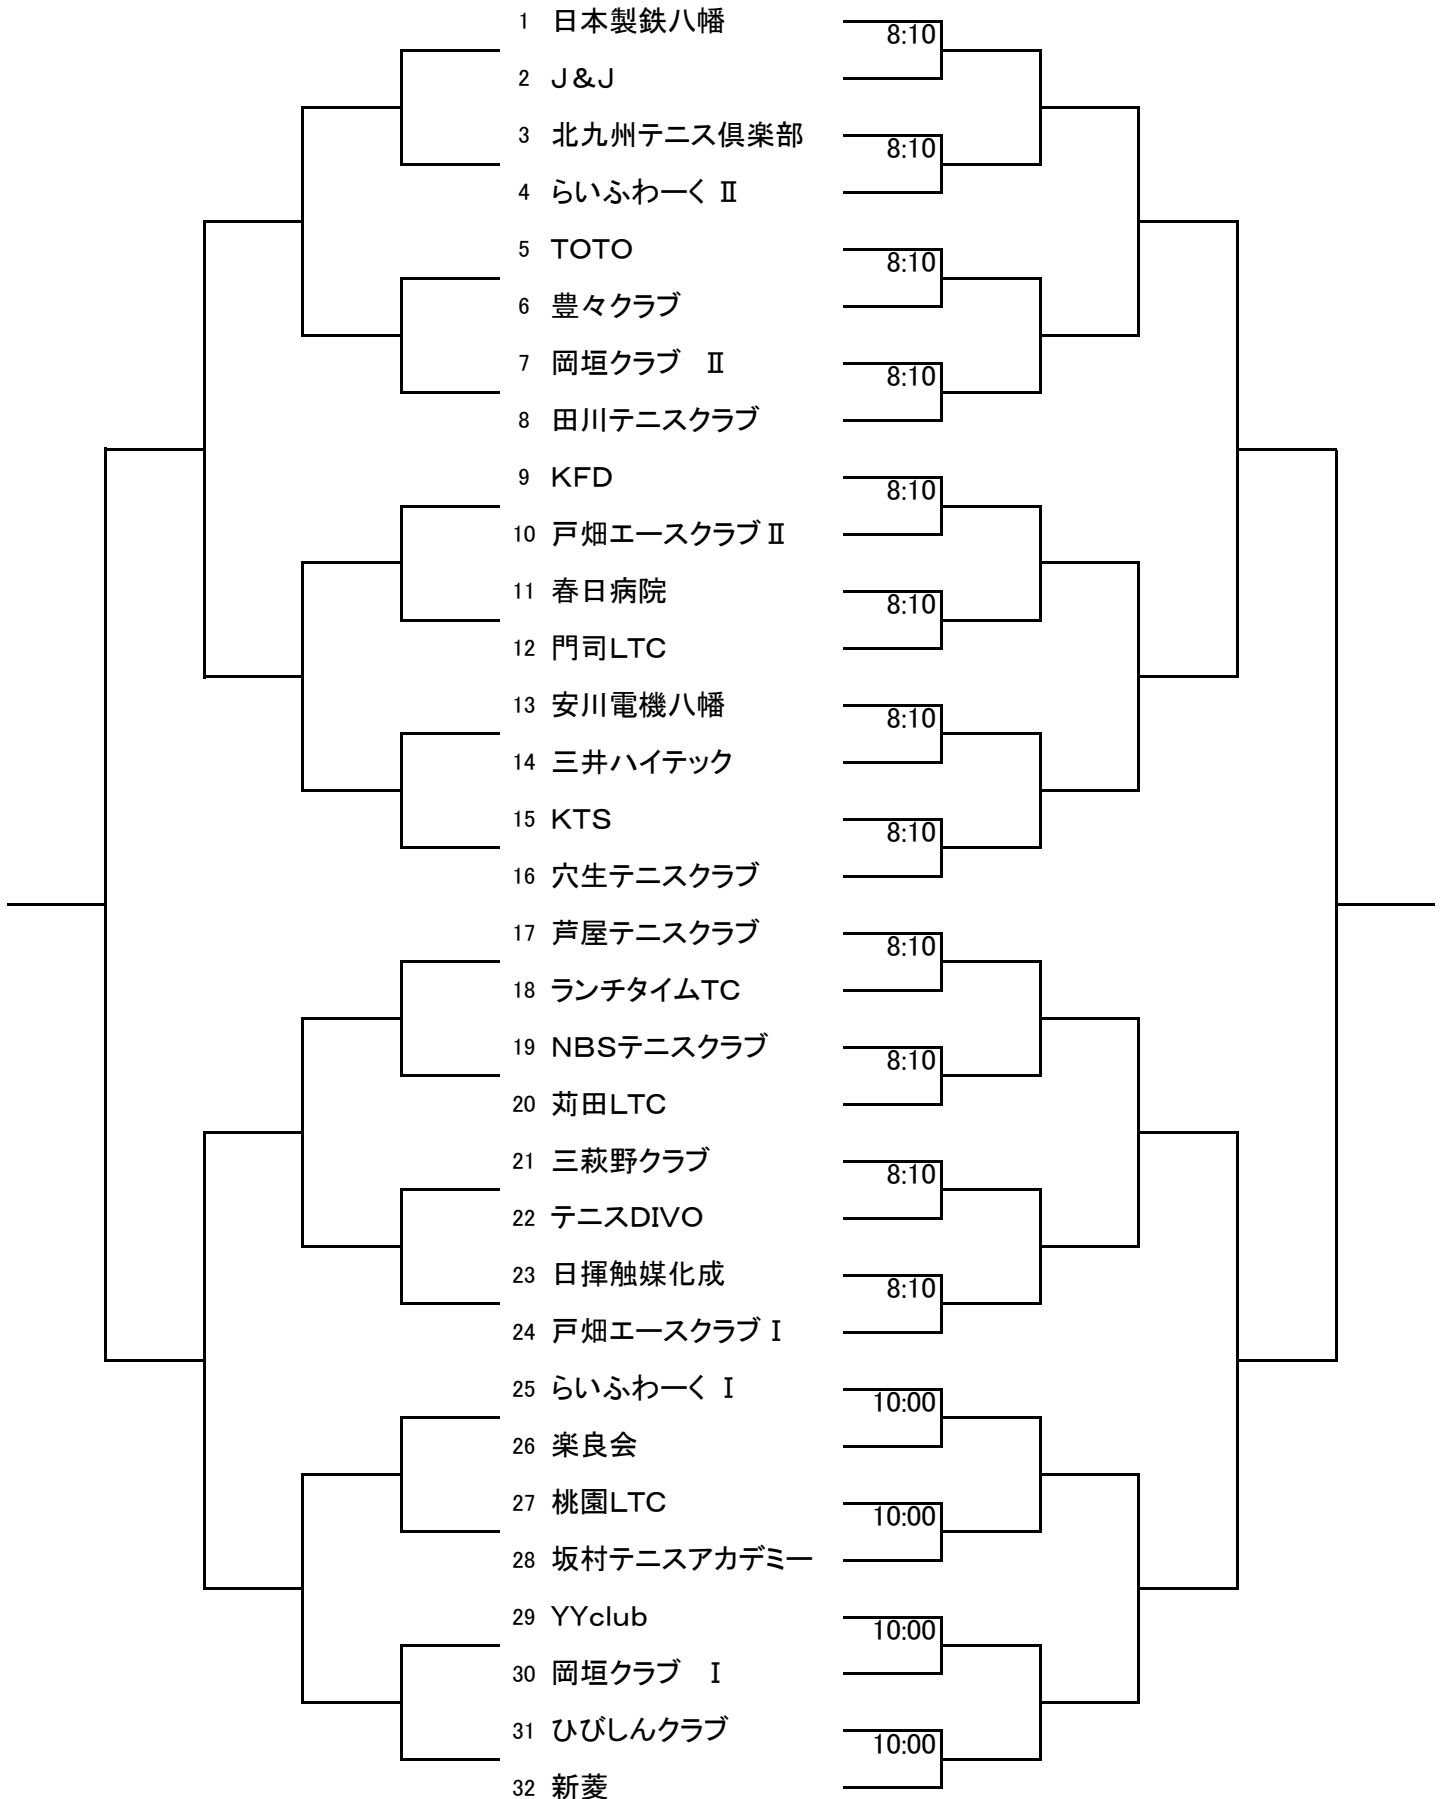 1 日本製鉄八幡
8:10
2 J&J
3 北九州テニス倶楽部
8:10
4 らいふわーく Ⅱ
5 TOTO
8:10
6 豊々クラブ
7 岡垣クラブ Ⅱ
8:10
8 田川テニスクラブ
9 KFD
8:10
10 戸畑エースクラブⅡ
11 春日病院
8:10
12 門司LTC
13 安川電機八幡
8:10
14 三井ハイテック
15 KTS
8:10
16 穴生テニスクラブ
17 芦屋テニスクラブ
8:10
18 ランチタイムTC
19 NBSテニスクラブ
8:10
20 苅田LTC
21 三萩野クラブ
8:10
22 テニスDIVO
23 日揮触媒化成
8:10
24 戸畑エースクラブⅠ
25 らいふわーく Ⅰ
10:00
26 楽良会
27 桃園LTC
10:00
28 坂村テニスアカデミー
29 YYclub
10:00
30 岡垣クラブ Ⅰ
31 ひびしんクラブ
10:00
32 新菱